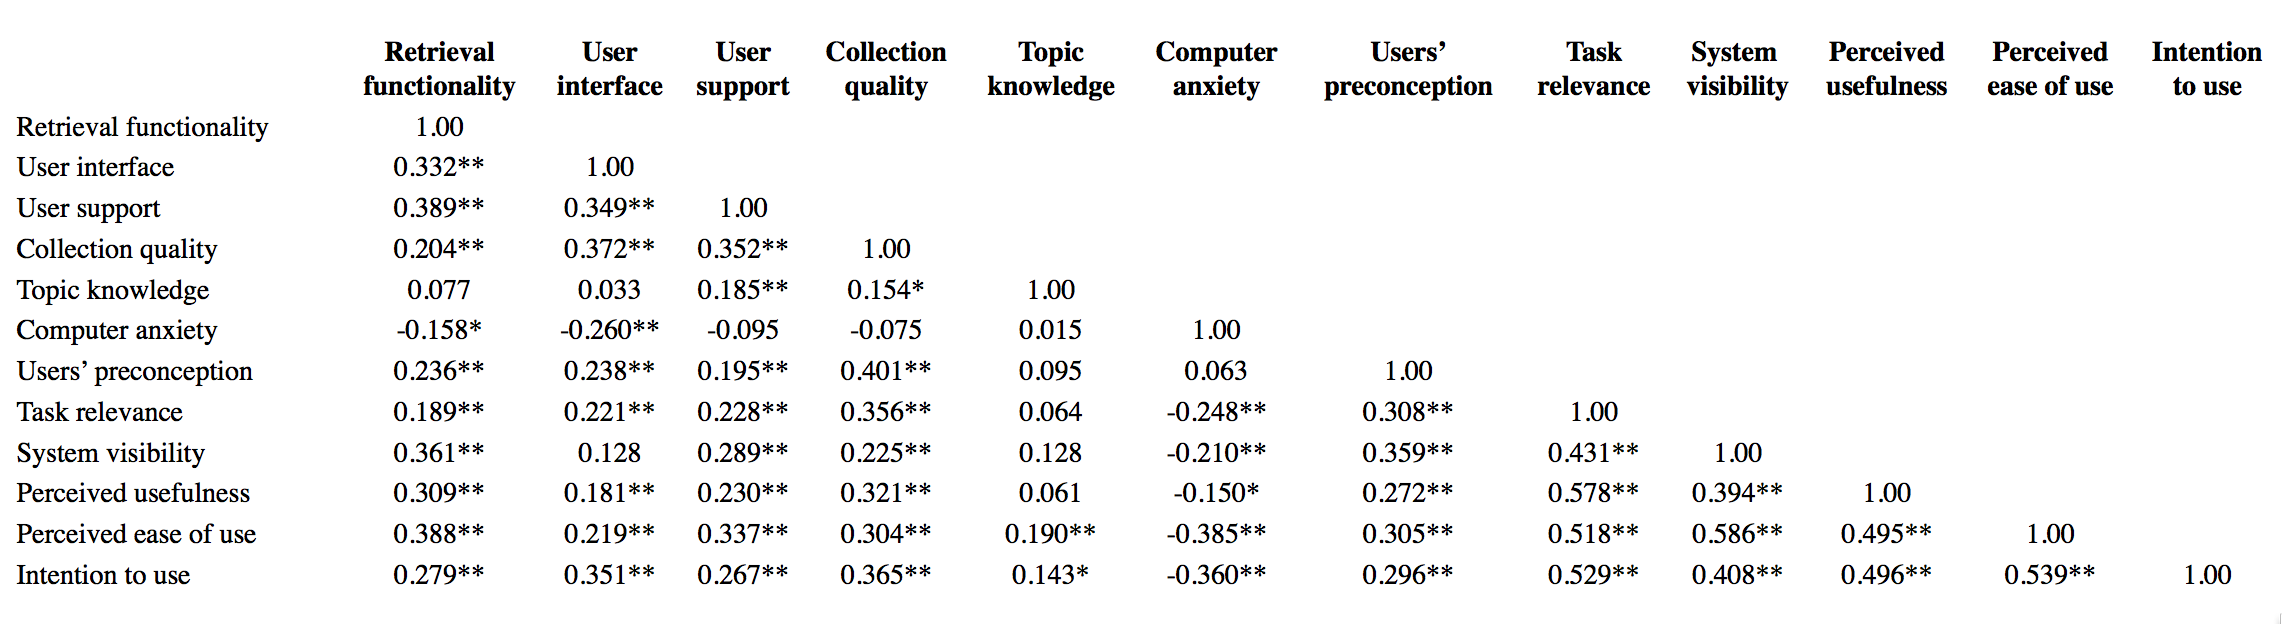 Retrieval functionality User interface User support Collection quality Topic knowledge Computer anxiety Users’ preconception Task relevance System visibility Perceived usefulness Perceived ease of use Intention to use
Retrieval functionality 1.00
User interface 0.332** 1.00
User support 0.389** 0.349** 1.00
Collection quality 0.204** 0.372** 0.352** 1.00
Topic knowledge 0.077 0.033 0.185** 0.154* 1.00
Computer anxiety -0.158* -0.260** -0.095 -0.075 0.015 1.00
Users’ preconception 0.236** 0.238** 0.195** 0.401** 0.095 0.063 1.00
Task relevance 0.189** 0.221** 0.228** 0.356** 0.064 -0.248** 0.308** 1.00
System visibility 0.361** 0.128 0.289** 0.225** 0.128 -0.210** 0.359** 0.431** 1.00
Perceived usefulness 0.309** 0.181** 0.230** 0.321** 0.061 -0.150* 0.272** 0.578** 0.394** 1.00
Perceived ease of use 0.388** 0.219** 0.337** 0.304** 0.190** -0.385** 0.305** 0.518** 0.586** 0.495** 1.00
Intention to use 0.279** 0.351** 0.267** 0.365** 0.143* -0.360** 0.296** 0.529** 0.408** 0.496** 0.539** 1.00